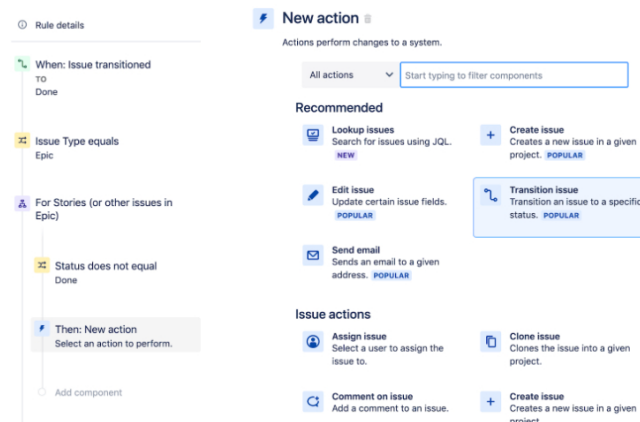 Rule details
When: Issue transitioned
TO
Done
Issue Type equals
Epic
For Stories (or other issues in
Epic)
Status does not equal
Done
Then: New action
Select an action to perform.
Add component
New action
Actions perform changes to a system.
All actions
Start typing to filter components
Recommended
Lookup issues
Search for issues using JQL.
NEW
Create issue
Creates a new issue in a given
project. POPULAR
Edit issue
Update certain issue fields.
POPULAR
Transition issue
Transition an issue to a specific
status. POPULAR
Send email
Sends an email to a given
address. POPULAR
Issue actions
Assign issue
Select a user to assign the
issue to.
Clone issue
Clones the issue into a given
project.
Comment on issue
Add a comment to an issue.
Create issue
Creates a new issue in a given
project.